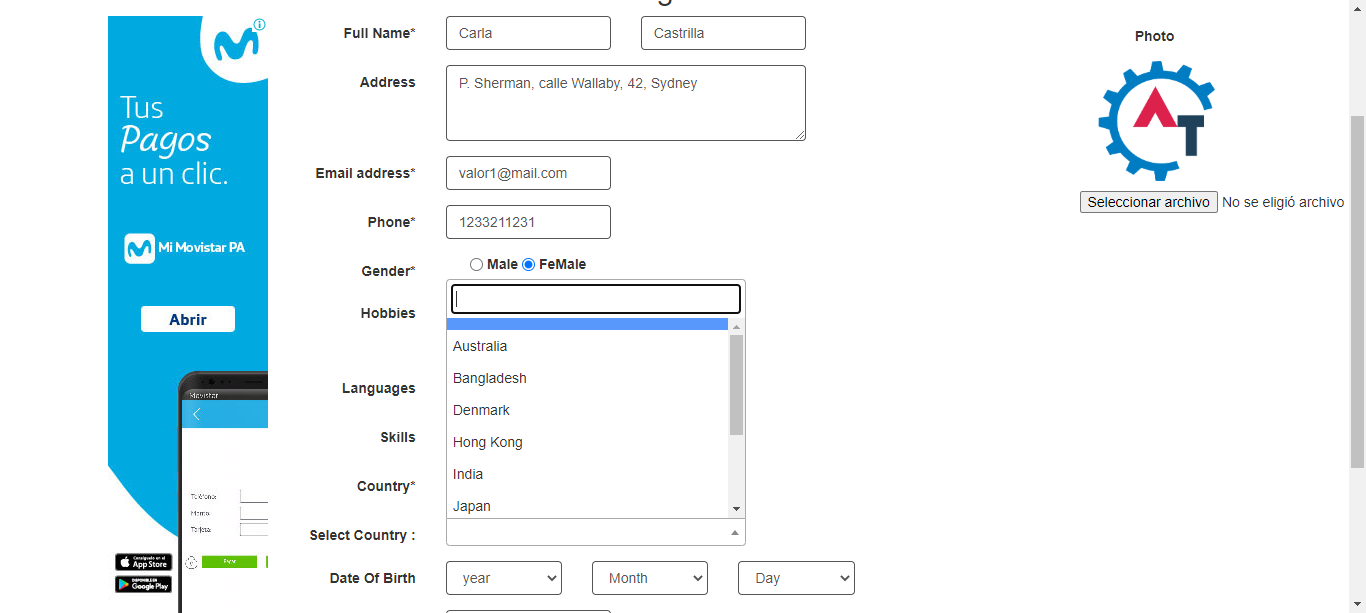 Full Name*
Carla
Castrilla
Photo
Address
P. Sherman, calle Wallaby, 42, Sydney
Tus
Pagos
a un clic.
Email address*
valor1@mail.com
Seleccionar archivo No se eligió archivo
Phone*
1233211231
Mi Movistar PA
Gender*
Male FeMale
Abrir
Hobbies
Australia
Bangladesh
Languages
Movistar
Denmark
Skills
Hong Kong
India
Country*
Teléfono:
Japan
Monto:
Tarjeta:
Select Country :
Consíguelo en el
App Store
DISPONIBLE EN
Google Play
Date Of Birth
year
Month
Day